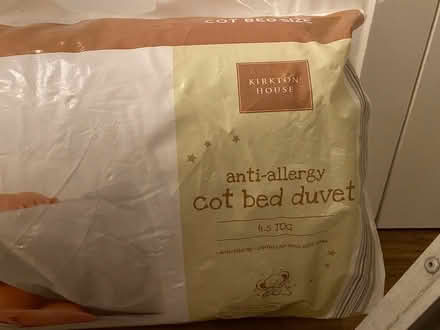 COT BED SIZE
KIRKTON
HOUSE
anti-allergy
cot bed duvet
4.5 TOG